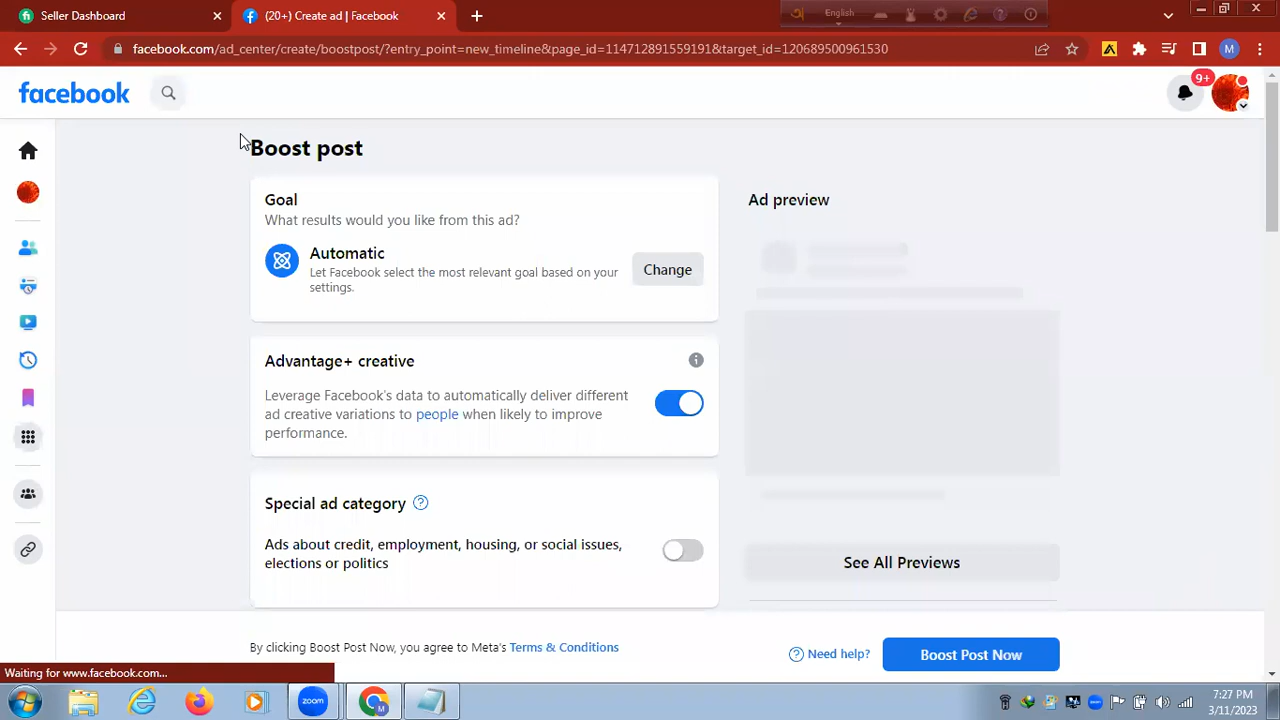 Seller Dashboard
(20+) Create ad | Facebook
English
facebook.com/ad_center/create/boostpost/?entry_point=new_timeline&page_id=114712891559191&target_id=120689500961530
M
facebook
9+
Boost post
Goal
What results would you like from this ad?
Automatic
Let Facebook select the most relevant goal based on your
settings.
Change
Ad preview
Advantage+ creative
Leverage Facebook's data to automatically deliver different
ad creative variations to people when likely to improve
performance.
Special ad category
Ads about credit, employment, housing, or social issues,
elections or politics
See All Previews
By clicking Boost Post Now, you agree to Meta's Terms & Conditions
Need help?
Boost Post Now
Waiting for www.facebook.com...
zoom
M
7:27 PM
3/11/2023